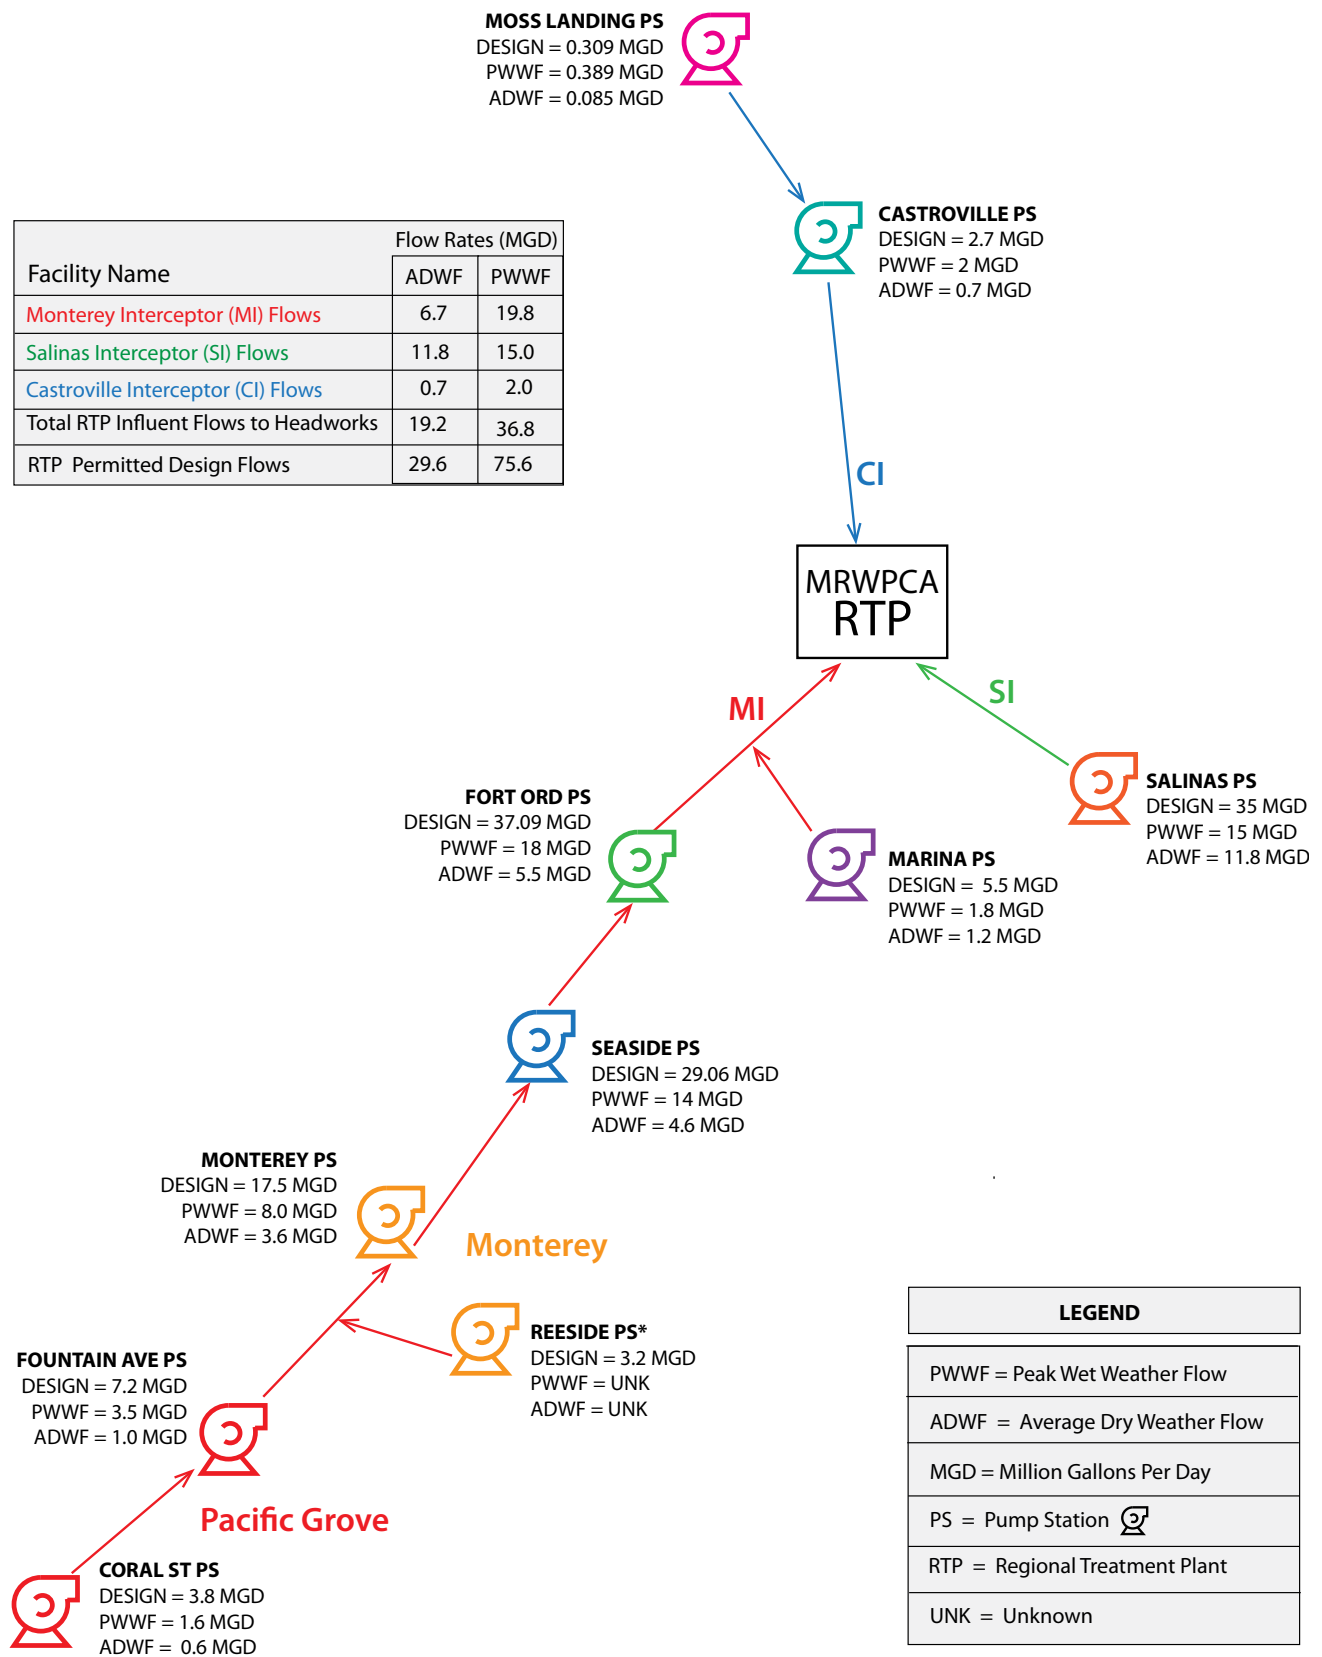 MOSS LANDING PS
DESIGN = 0.309 MGD
PWWF = 0.389 MGD
ADWF = 0.085 MGD
CASTROVILLE PS
DESIGN = 2.7 MGD
PWWF = 2 MGD
ADWF = 0.7 MGD
Flow Rates (MGD)
Facility Name ADWF PWWF
Monterey Interceptor (MI) Flows 6.7 19.8
Salinas Interceptor (SI) Flows 11.8 15.0
Castroville Interceptor (CI) Flows 0.7 2.0
Total RTP Influent Flows to Headworks 19.2 36.8
RTP Permitted Design Flows 29.6 75.6
CI
MRWPCA
RTP
MI
SI
SALINAS PS
DESIGN = 35 MGD
PWWF = 15 MGD
ADWF = 11.8 MGD
FORT ORD PS
DESIGN = 37.09 MGD
PWWF = 18 MGD
ADWF = 5.5 MGD
MARINA PS
DESIGN = 5.5 MGD
PWWF = 1.8 MGD
ADWF = 1.2 MGD
SEASIDE PS
DESIGN = 29.06 MGD
PWWF = 14 MGD
ADWF = 4.6 MGD
MONTEREY PS
DESIGN = 17.5 MGD
PWWF = 8.0 MGD
ADWF = 3.6 MGD
Monterey
REESIDE PS*
DESIGN = 3.2 MGD
PWWF = UNK
ADWF = UNK
FOUNTAIN AVE PS
DESIGN = 7.2 MGD
PWWF = 3.5 MGD
ADWF = 1.0 MGD
Pacific Grove
CORAL ST PS
DESIGN = 3.8 MGD
PWWF = 1.6 MGD
ADWF = 0.6 MGD
LEGEND
PWWF = Peak Wet Weather Flow
ADWF = Average Dry Weather Flow
MGD = Million Gallons Per Day
PS = Pump Station
RTP = Regional Treatment Plant
UNK = Unknown